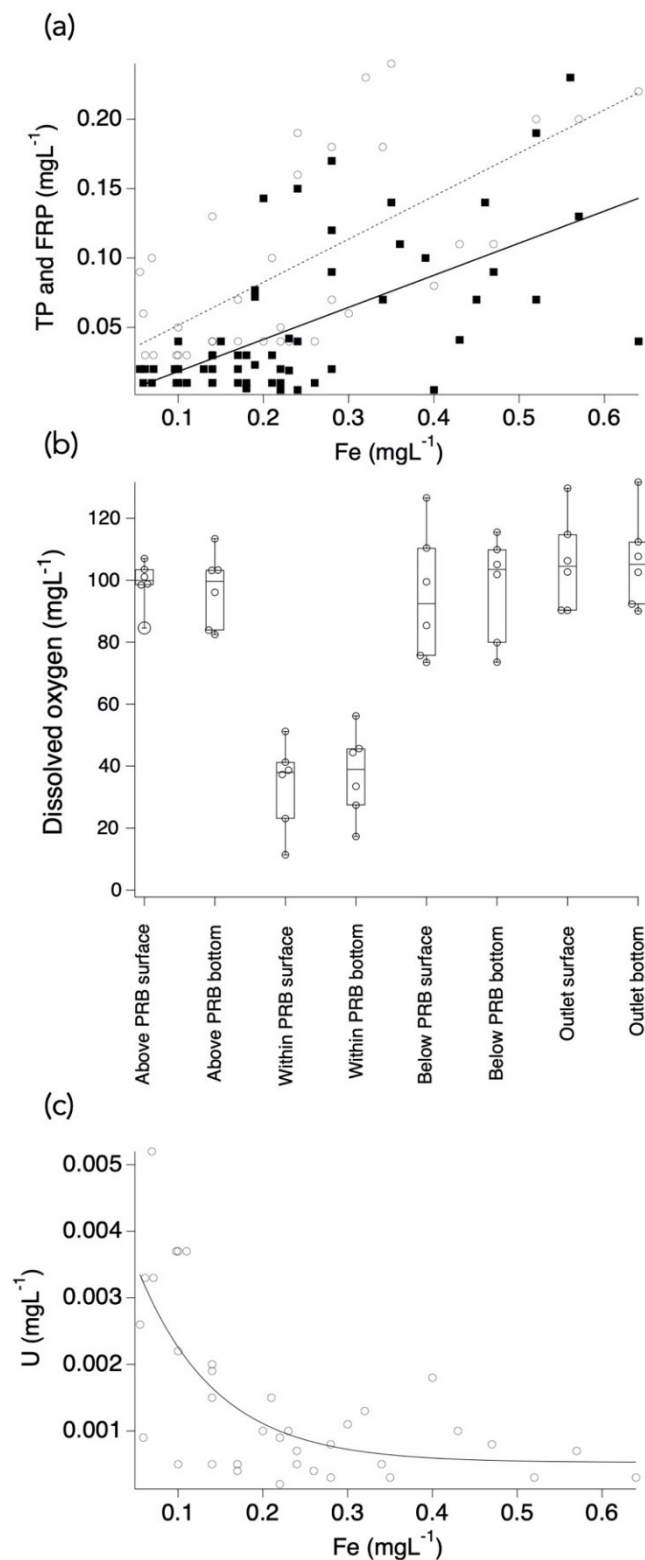 (a)
TP and FRP (mgL⁻¹)
0.20
0.15
0.10
0.05
0.1 0.2 0.3 0.4 0.5 0.6
Fe (mgL⁻¹)
(b)
Dissolved oxygen (mgL⁻¹)
120
100
80
60
40
20
0
Above PRB surface
Above PRB bottom
Within PRB surface
Within PRB bottom
Below PRB surface
Below PRB bottom
Outlet surface
Outlet bottom
(c)
U (mgL⁻¹)
0.005
0.004
0.003
0.002
0.001
0.1 0.2 0.3 0.4 0.5 0.6
Fe (mgL⁻¹)